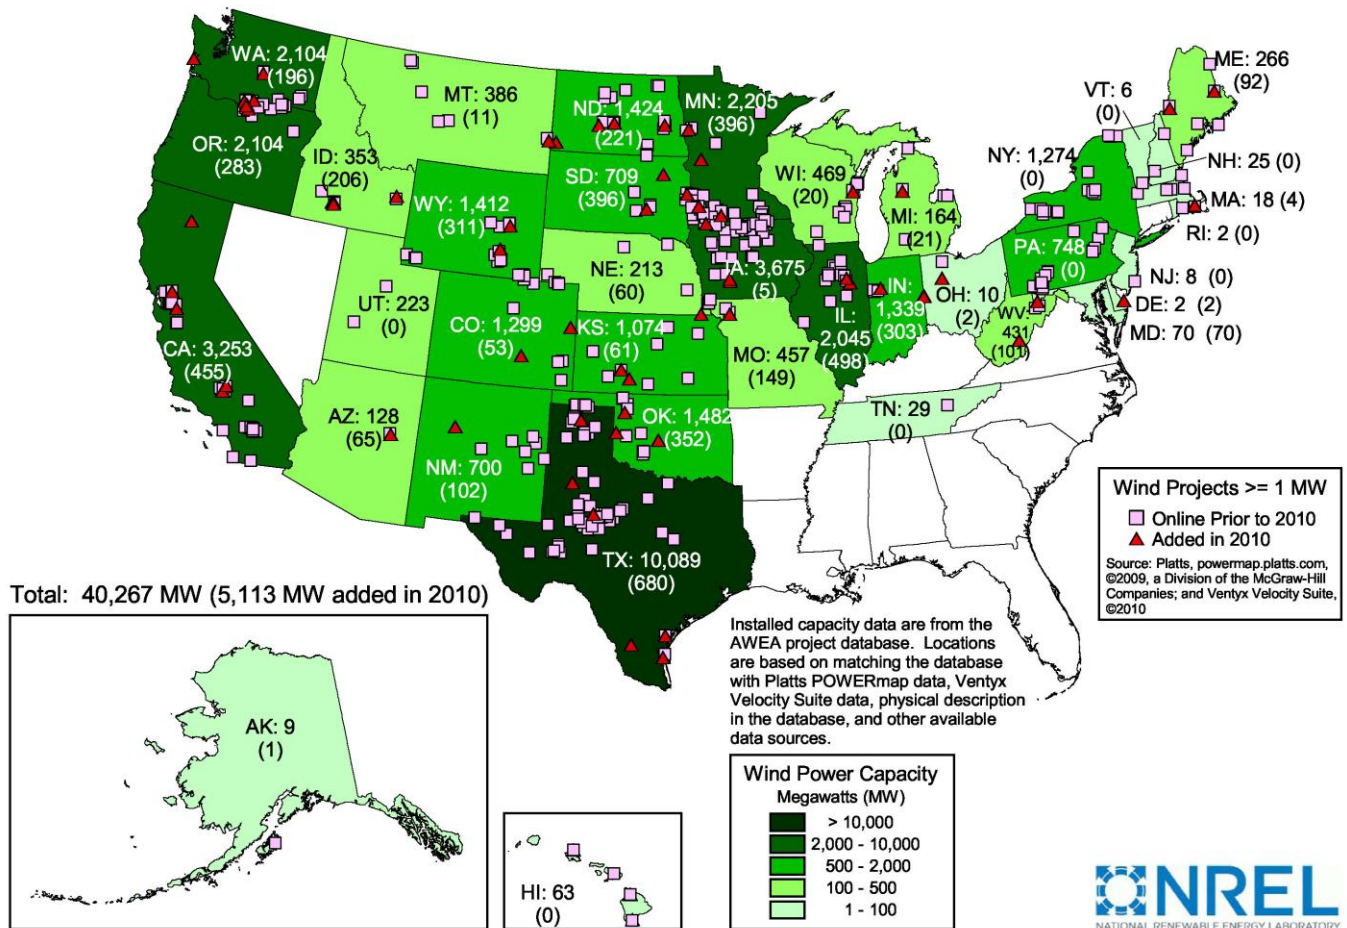 WA: 2,104
(196)
MT: 386
(11)
ND: 1,424
(221)
MN: 2,205
(396)
ME: 266
(92)
VT: 6
(0)
OR: 2,104
(283)
ID: 353
(206)
WY: 1,412
(311)
SD: 709
(396)
WI: 469
(20)
MI: 164
(21)
NY: 1,274
(0)
NH: 25 (0)
MA: 18 (4)
RI: 2 (0)
PA: 748
(0)
NJ: 8 (0)
DE: 2 (2)
MD: 70 (70)
UT: 223
(0)
NE: 213
(60)
IA: 3,675
(5)
IL:
2,045
(498)
IN:
1,339
(303)
OH: 10
(2)
WV:
431
(101)
CA: 3,253
(455)
CO: 1,299
(53)
KS: 1,074
(61)
MO: 457
(149)
AZ: 128
(65)
NM: 700
(102)
OK: 1,482
(352)
TN: 29
(0)
TX: 10,089
(680)
Wind Projects >= 1 MW
Online Prior to 2010
Added in 2010
Source: Platts, powermap.platts.com,
©2009, a Division of the McGraw-Hill
Companies; and Ventyx Velocity Suite,
©2010
Total: 40,267 MW (5,113 MW added in 2010)
Installed capacity data are from the
AWEA project database. Locations
are based on matching the database
with Platts POWERmap data, Ventyx
Velocity Suite data, physical description
in the database, and other available
data sources.
AK: 9
(1)
HI: 63
(0)
Wind Power Capacity
Megawatts (MW)
> 10,000
2,000 - 10,000
500 - 2,000
100 - 500
1 - 100
NREL
NATIONAL RENEWABLE ENERGY LABORATORY